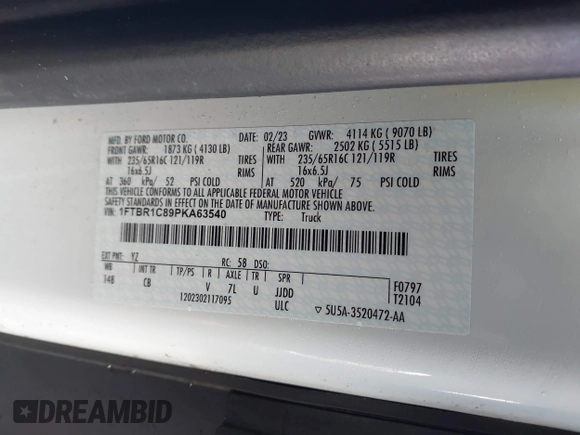 MFD. BY FORD MOTOR CO.
DATE: 02/23 GVWR: 4114 KG ( 9070 LB)
FRONT GAWR: 1873 KG ( 4130 LB) REAR GAWR: 2502 KG ( 5515 LB)
WITH 235/65R16C 121/119R TIRES WITH 235/65R16C 121/119R TIRES
16x6.5J RIMS 16x6.5J RIMS
AT 360 kPa/ 52 PSI COLD AT 520 kPa/ 75 PSI COLD
THIS VEHICLE CONFORMS TO ALL APPLICABLE FEDERAL MOTOR VEHICLE
SAFETY STANDARDS IN EFFECT ON THE DATE OF MANUFACTURE SHOWN ABOVE.
VIN: 1FTBR1C89PKA63540 TYPE: Truck
EXT PNT: YZ RC: 58 DSO:
WB INT TR TP/PS R AXLE TR SPR
148 CB V 7L U JJDD
1202302117095 ULC
F0797
T2104
▽ 5U5A-3520472-AA
DREAMBID